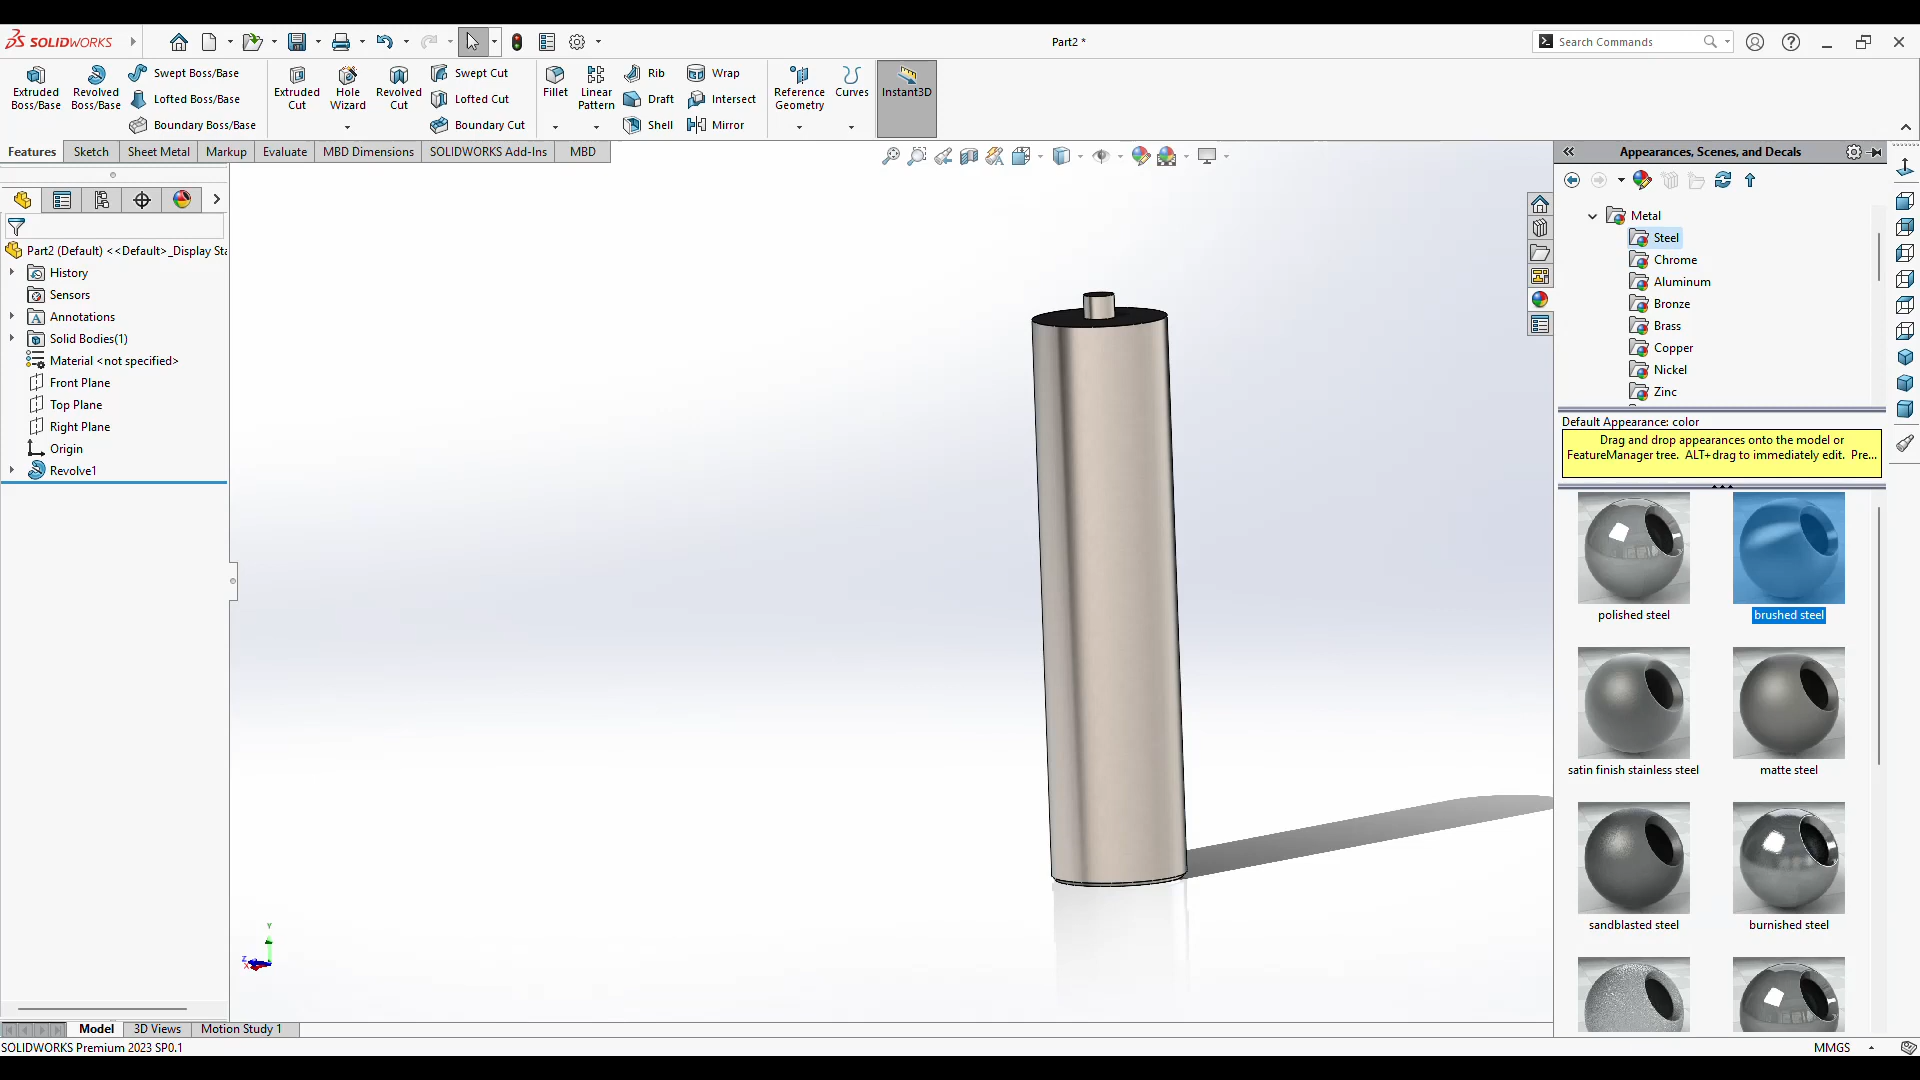 SOLIDWORKS
Part2 *
Search Commands
Extruded Boss/Base
Revolved Boss/Base
Swept Boss/Base
Lofted Boss/Base
Boundary Boss/Base
Extruded Cut
Hole Wizard
Revolved Cut
Swept Cut
Lofted Cut
Boundary Cut
Fillet
Linear Pattern
Rib
Draft
Shell
Wrap
Intersect
Mirror
Reference Geometry
Curves
Instant3D
Features
Sketch
Sheet Metal
Markup
Evaluate
MBD Dimensions
SOLIDWORKS Add-Ins
MBD
Part2 (Default) <<Default>_Display Sta
History
Sensors
Annotations
Solid Bodies(1)
Material <not specified>
Front Plane
Top Plane
Right Plane
Origin
Revolve1
Y
Z
X
Appearances, Scenes, and Decals
Metal
Steel
Chrome
Aluminum
Bronze
Brass
Copper
Nickel
Zinc
Default Appearance: color
Drag and drop appearances onto the model or
FeatureManager tree. ALT+drag to immediately edit. Pre...
polished steel
brushed steel
satin finish stainless steel
matte steel
sandblasted steel
burnished steel
Model
3D Views
Motion Study 1
SOLIDWORKS Premium 2023 SP0.1
MMGS